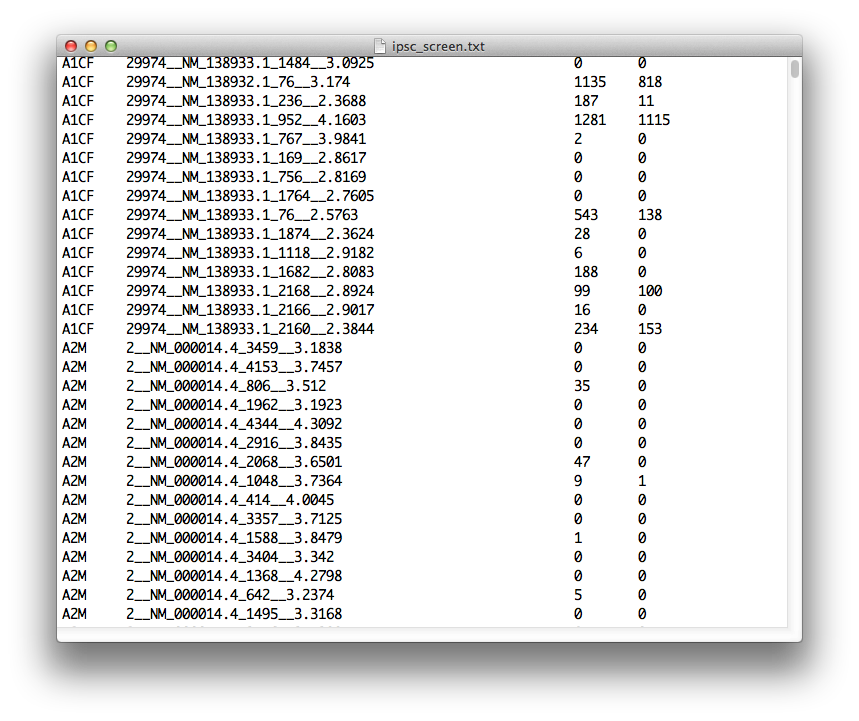 ipsc_screen.txt
A1CF 29974__NM_138933.1_1484__3.0925 0 0
A1CF 29974__NM_138932.1_76__3.174 1135 818
A1CF 29974__NM_138933.1_236__2.3688 187 11
A1CF 29974__NM_138933.1_952__4.1603 1281 1115
A1CF 29974__NM_138933.1_767__3.9841 2 0
A1CF 29974__NM_138933.1_169__2.8617 0 0
A1CF 29974__NM_138933.1_756__2.8169 0 0
A1CF 29974__NM_138933.1_1764__2.7605 0 0
A1CF 29974__NM_138933.1_76__2.5763 543 138
A1CF 29974__NM_138933.1_1874__2.3624 28 0
A1CF 29974__NM_138933.1_1118__2.9182 6 0
A1CF 29974__NM_138933.1_1682__2.8083 188 0
A1CF 29974__NM_138933.1_2168__2.8924 99 100
A1CF 29974__NM_138933.1_2166__2.9017 16 0
A1CF 29974__NM_138933.1_2160__2.3844 234 153
A2M 2__NM_000014.4_3459__3.1838 0 0
A2M 2__NM_000014.4_4153__3.7457 0 0
A2M 2__NM_000014.4_806__3.512 35 0
A2M 2__NM_000014.4_1962__3.1923 0 0
A2M 2__NM_000014.4_4344__4.3092 0 0
A2M 2__NM_000014.4_2916__3.8435 0 0
A2M 2__NM_000014.4_2068__3.6501 47 0
A2M 2__NM_000014.4_1048__3.7364 9 1
A2M 2__NM_000014.4_414__4.0045 0 0
A2M 2__NM_000014.4_3357__3.7125 0 0
A2M 2__NM_000014.4_1588__3.8479 1 0
A2M 2__NM_000014.4_3404__3.342 0 0
A2M 2__NM_000014.4_1368__4.2798 0 0
A2M 2__NM_000014.4_642__3.2374 5 0
A2M 2__NM_000014.4_1495__3.3168 0 0